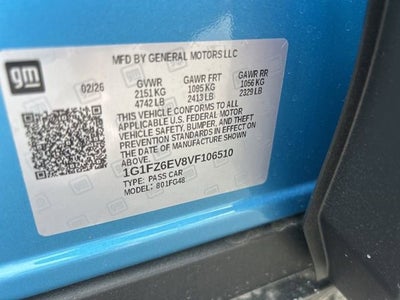 gm
MFD BY GENERAL MOTORS LLC
02/26 GVWR GAWR FRT GAWR RR
2151 KG 1095 KG 1056 KG
4742 LB 2413 LB 2329 LB
THIS VEHICLE CONFORMS TO ALL
APPLICABLE U.S. FEDERAL MOTOR
VEHICLE SAFETY, BUMPER, AND THEFT
PREVENTION STANDARDS IN EFFECT ON
THE DATE OF MANUFACTURE SHOWN
ABOVE.
1G1FZ6EV8VF106510
TYPE: PASS CAR
MODEL: 801FG48